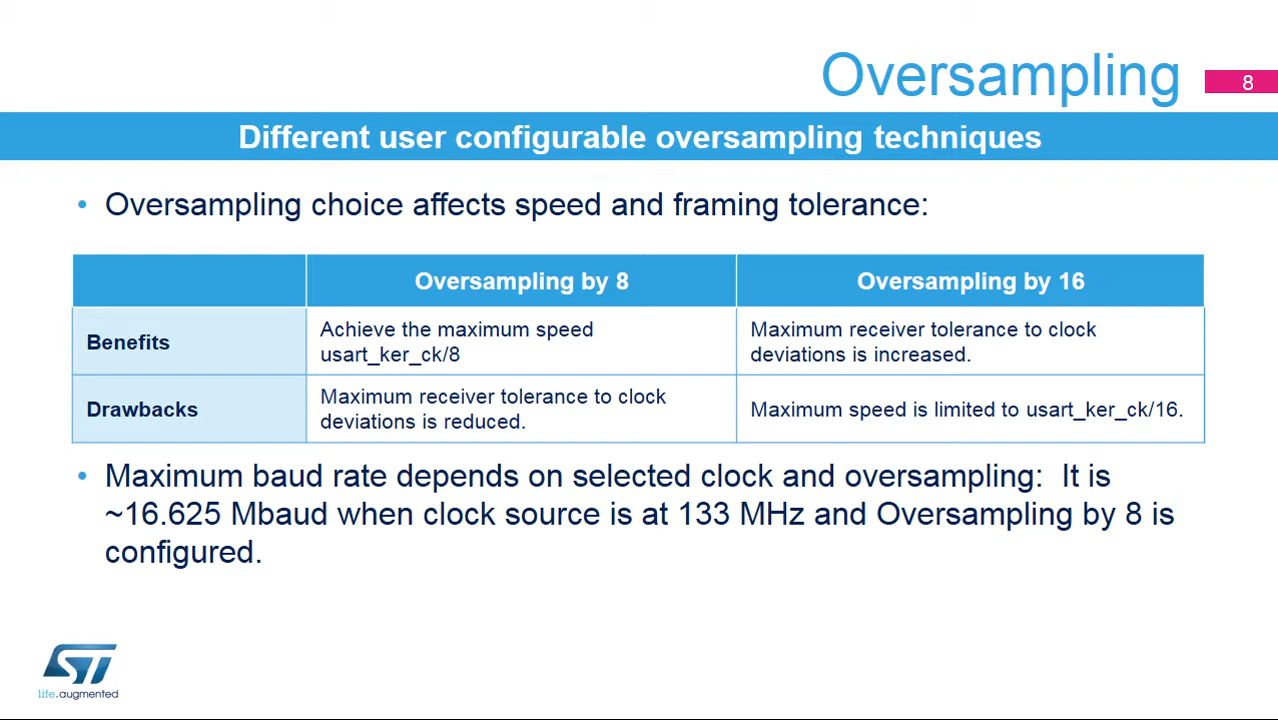 Oversampling
8
Different user configurable oversampling techniques
• Oversampling choice affects speed and framing tolerance:
Oversampling by 8
Oversampling by 16
Benefits
Achieve the maximum speed
usart_ker_ck/8
Maximum receiver tolerance to clock
deviations is increased.
Drawbacks
Maximum receiver tolerance to clock
deviations is reduced.
Maximum speed is limited to usart_ker_ck/16.
• Maximum baud rate depends on selected clock and oversampling:  It is
~16.625 Mbaud when clock source is at 133 MHz and Oversampling by 8 is
configured.
ST
life.augmented